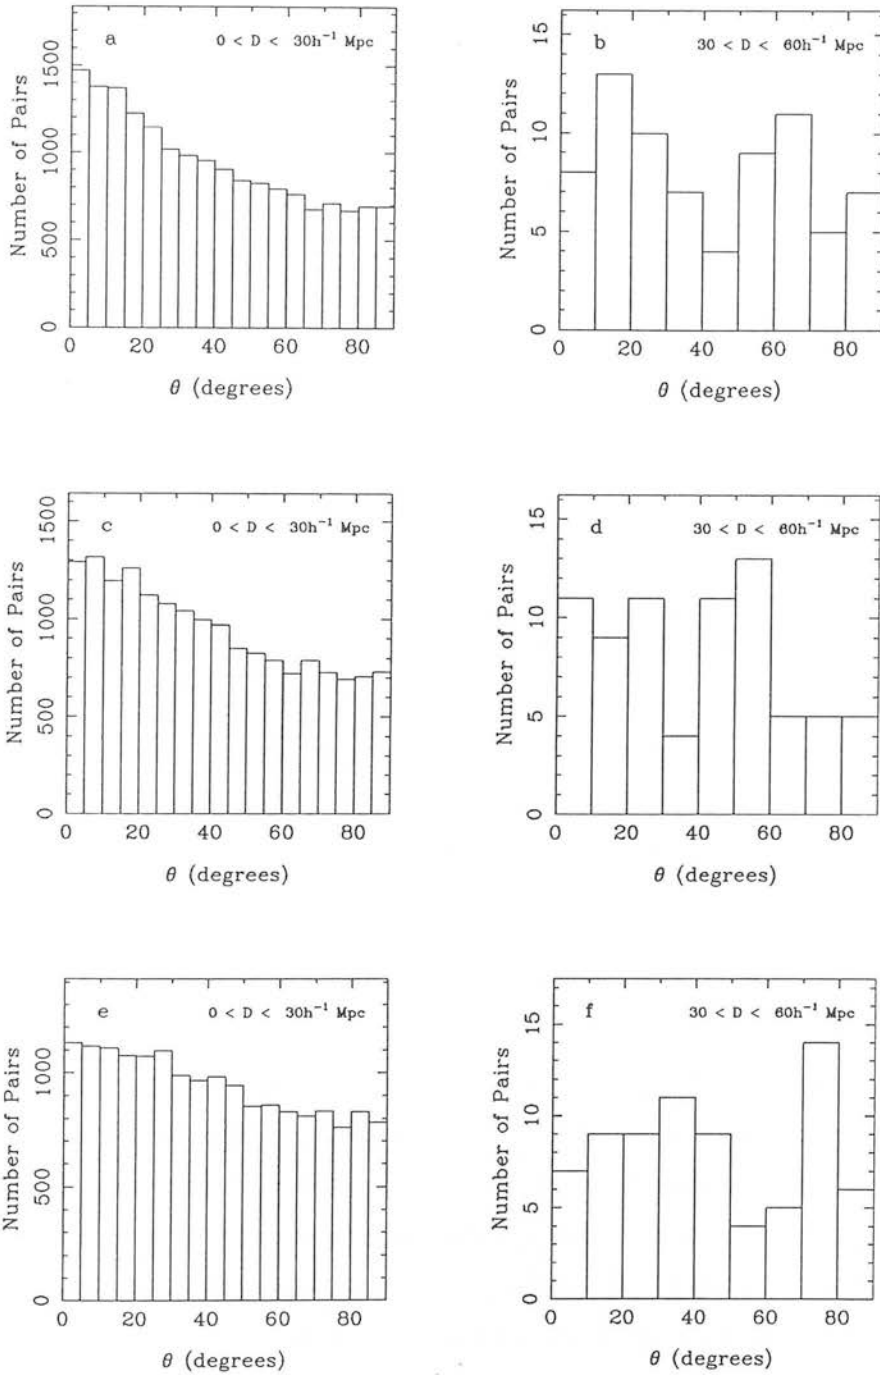 a 0 < D < 30h⁻¹ Mpc
Number of Pairs
0 500 1000 1500
0 20 40 60 80
θ (degrees)
b 30 < D < 60h⁻¹ Mpc
Number of Pairs
0 5 10 15
0 20 40 60 80
θ (degrees)
c 0 < D < 30h⁻¹ Mpc
Number of Pairs
0 500 1000 1500
0 20 40 60 80
θ (degrees)
d 30 < D < 60h⁻¹ Mpc
Number of Pairs
0 5 10 15
0 20 40 60 80
θ (degrees)
e 0 < D < 30h⁻¹ Mpc
Number of Pairs
0 500 1000
0 20 40 60 80
θ (degrees)
f 30 < D < 60h⁻¹ Mpc
Number of Pairs
0 5 10 15
0 20 40 60 80
θ (degrees)